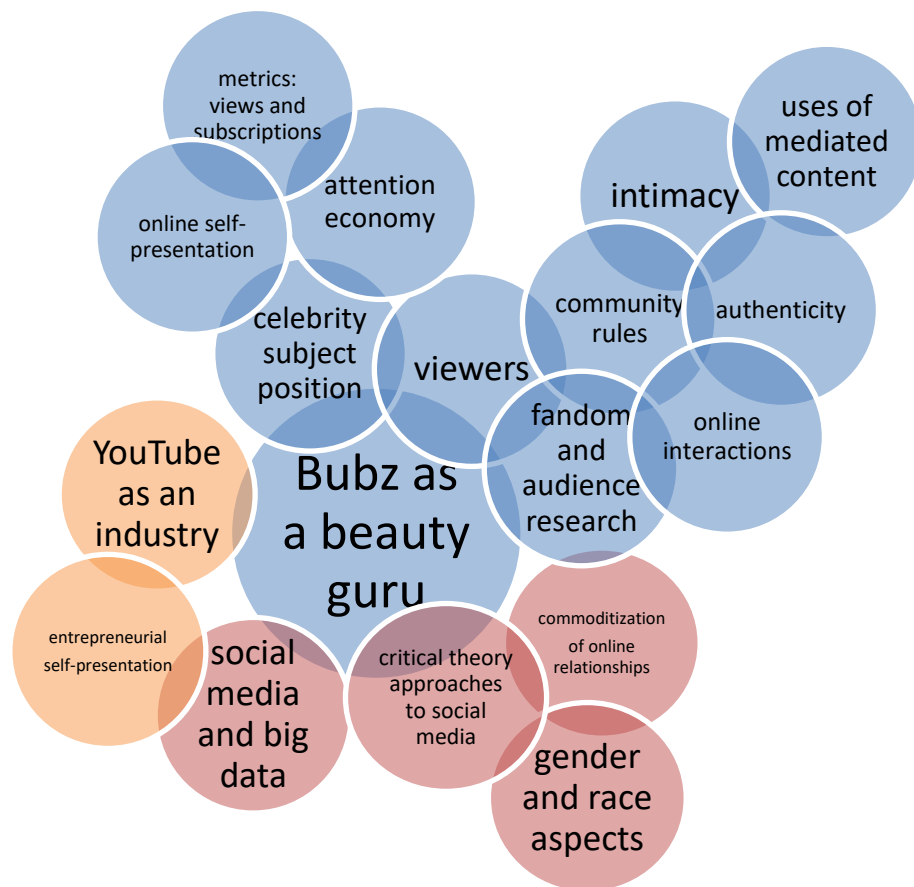 metrics:
views and
subscriptions
attention
economy
online self-
presentation
celebrity
subject
position
viewers
intimacy
uses of
mediated
content
community
rules
authenticity
online
interactions
fandom
and
audience
research
Bubz as
a beauty
guru
YouTube
as an
industry
entrepreneurial
self-presentation
social
media
and big
data
critical theory
approaches
to social
media
commoditization
of online
relationships
gender
and race
aspects